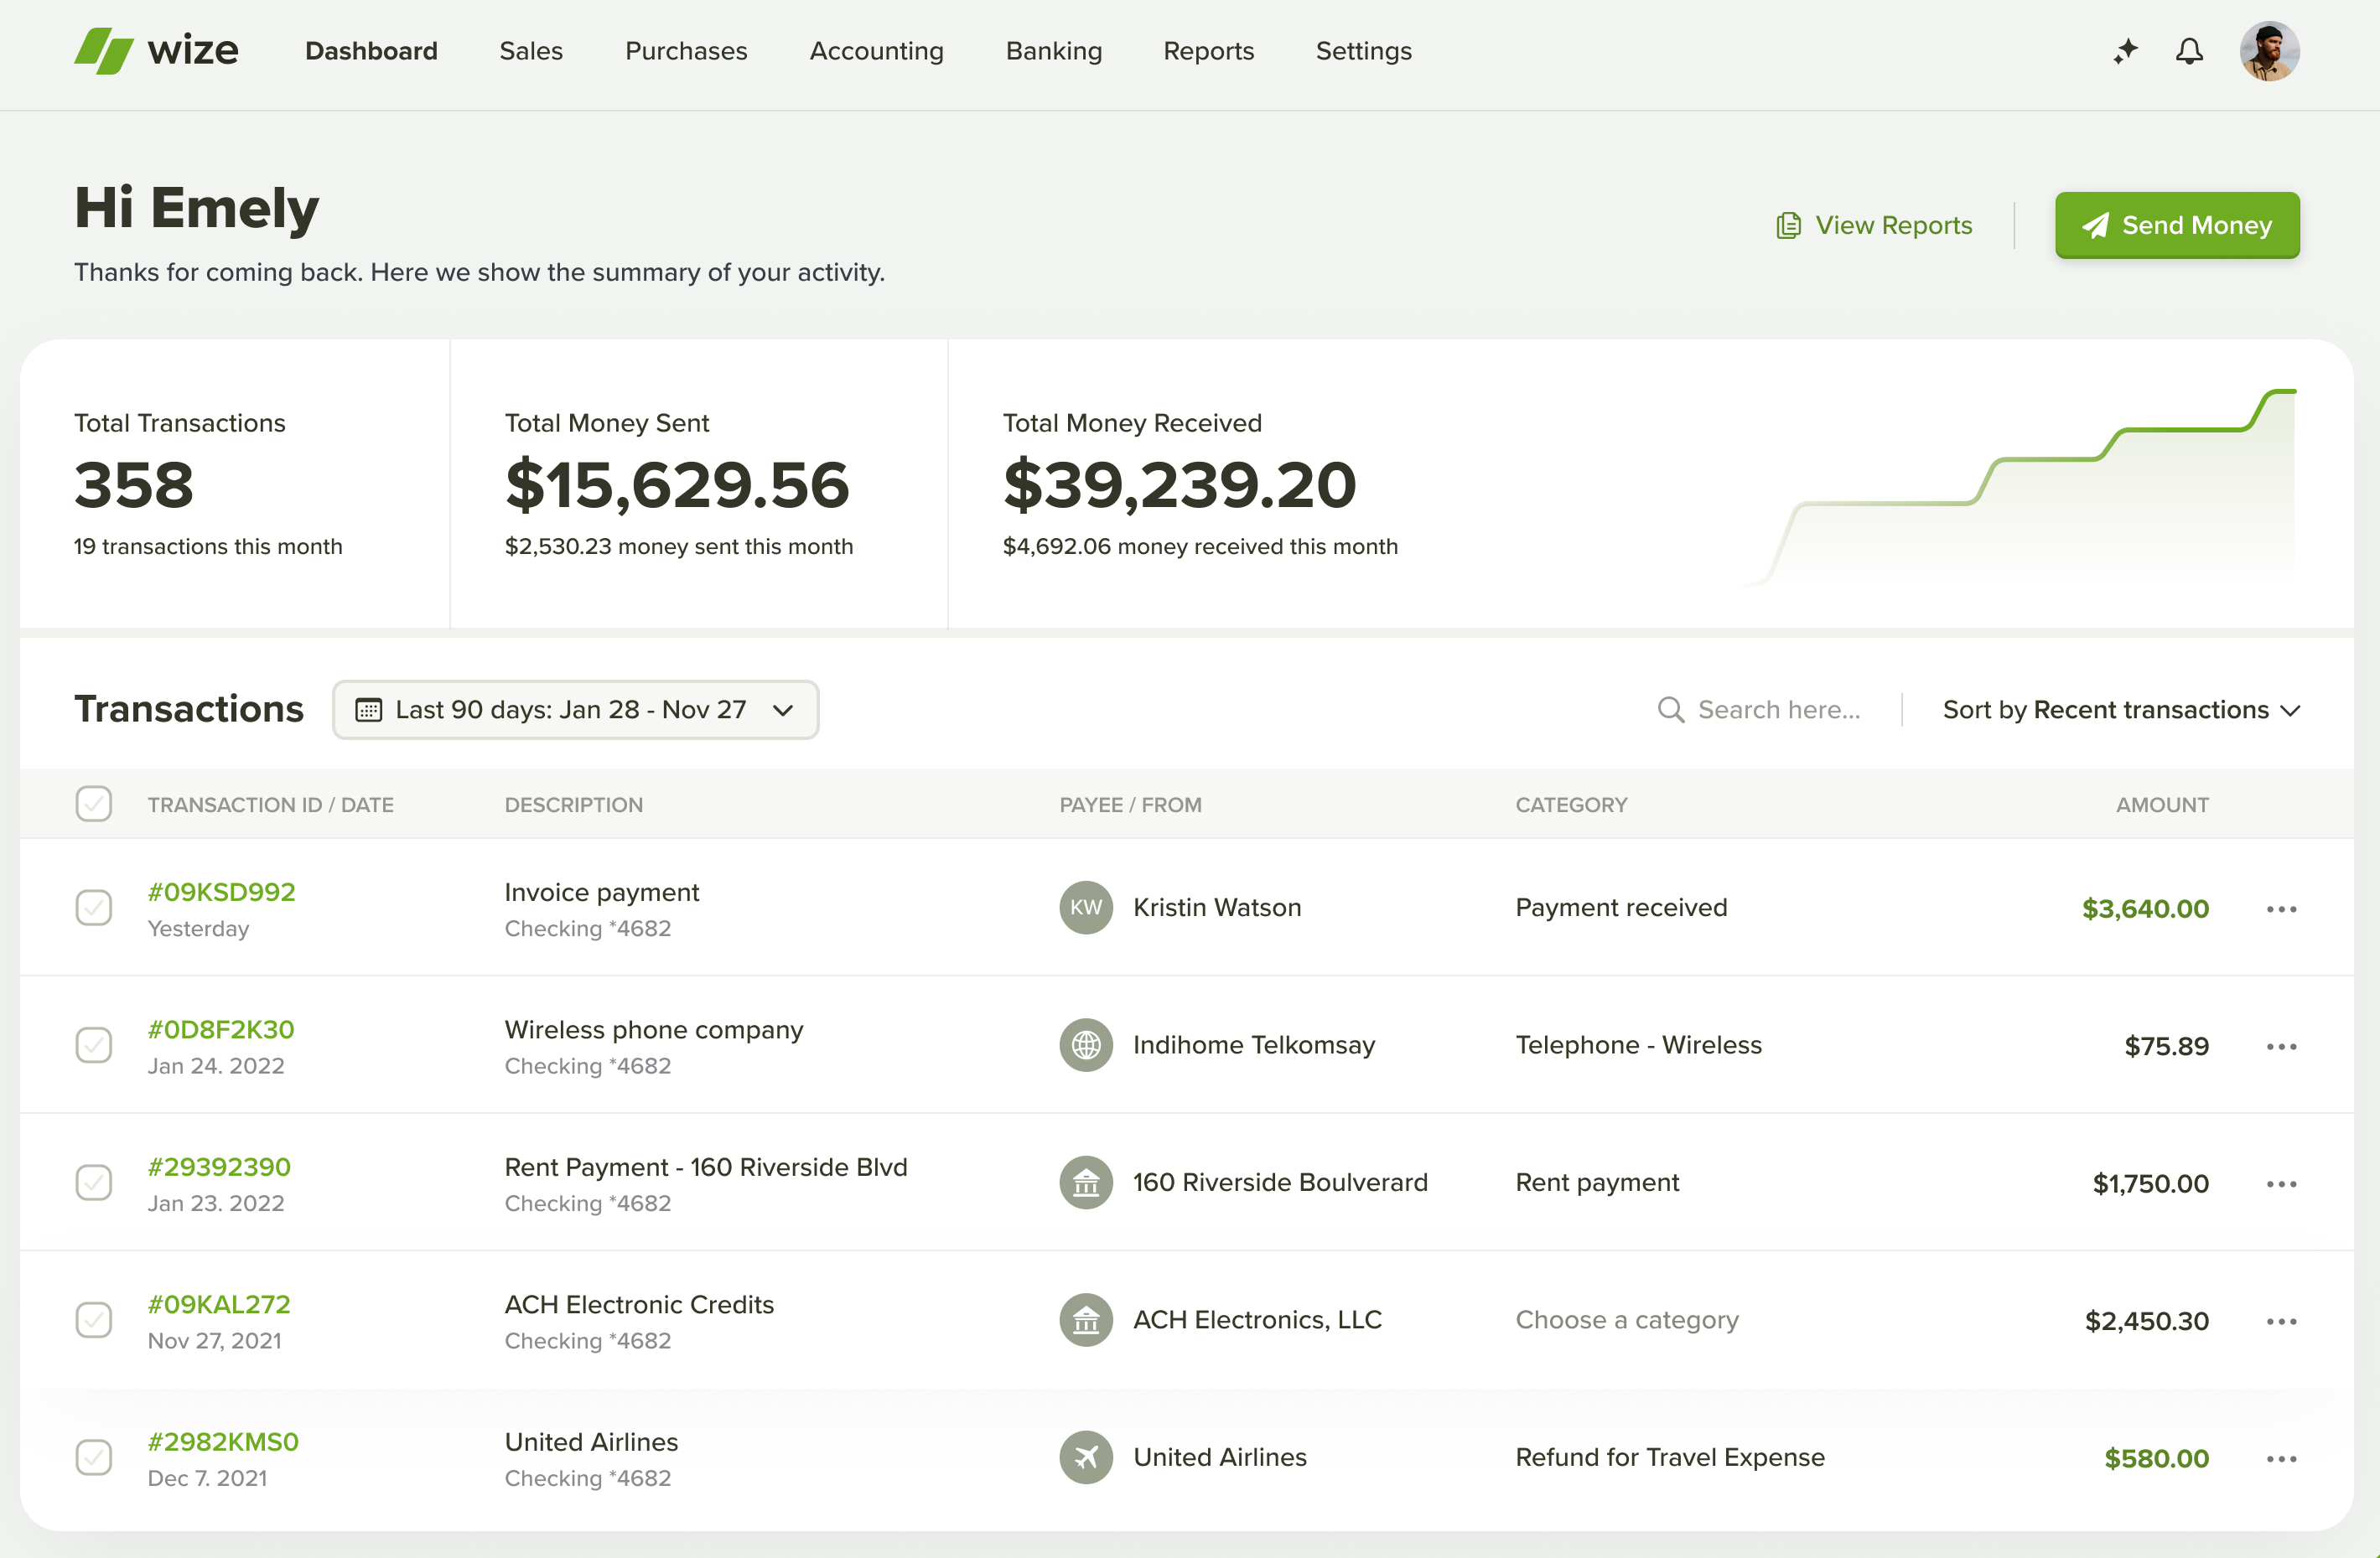 wize
Dashboard
Sales
Purchases
Accounting
Banking
Reports
Settings
Hi Emely
Thanks for coming back. Here we show the summary of your activity.
View Reports
Send Money
Total Transactions
358
19 transactions this month
Total Money Sent
$15,629.56
$2,530.23 money sent this month
Total Money Received
$39,239.20
$4,692.06 money received this month
Transactions
Last 90 days: Jan 28 - Nov 27
Search here...
Sort by Recent transactions
TRANSACTION ID / DATE
DESCRIPTION
PAYEE / FROM
CATEGORY
AMOUNT
#09KSD992
Yesterday
Invoice payment
Checking *4682
KW
Kristin Watson
Payment received
$3,640.00
#0D8F2K30
Jan 24. 2022
Wireless phone company
Checking *4682
Indihome Telkomsay
Telephone - Wireless
$75.89
#29392390
Jan 23. 2022
Rent Payment - 160 Riverside Blvd
Checking *4682
160 Riverside Boulverard
Rent payment
$1,750.00
#09KAL272
Nov 27, 2021
ACH Electronic Credits
Checking *4682
ACH Electronics, LLC
Choose a category
$2,450.30
#2982KMS0
Dec 7. 2021
United Airlines
Checking *4682
United Airlines
Refund for Travel Expense
$580.00